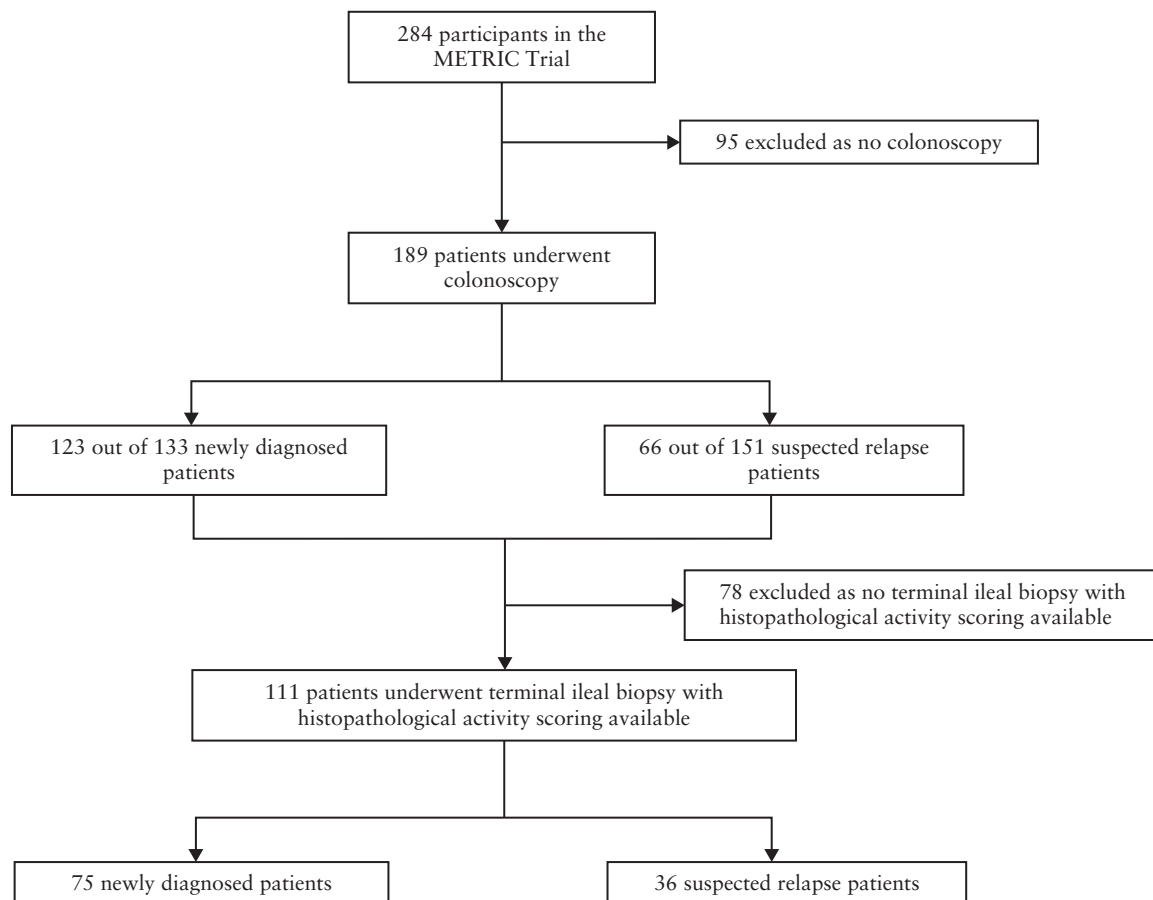 284 participants in the
METRIC Trial
95 excluded as no colonoscopy
189 patients underwent
colonoscopy
123 out of 133 newly diagnosed
patients
66 out of 151 suspected relapse
patients
78 excluded as no terminal ileal biopsy with
histopathological activity scoring available
111 patients underwent terminal ileal biopsy with
histopathological activity scoring available
75 newly diagnosed patients
36 suspected relapse patients